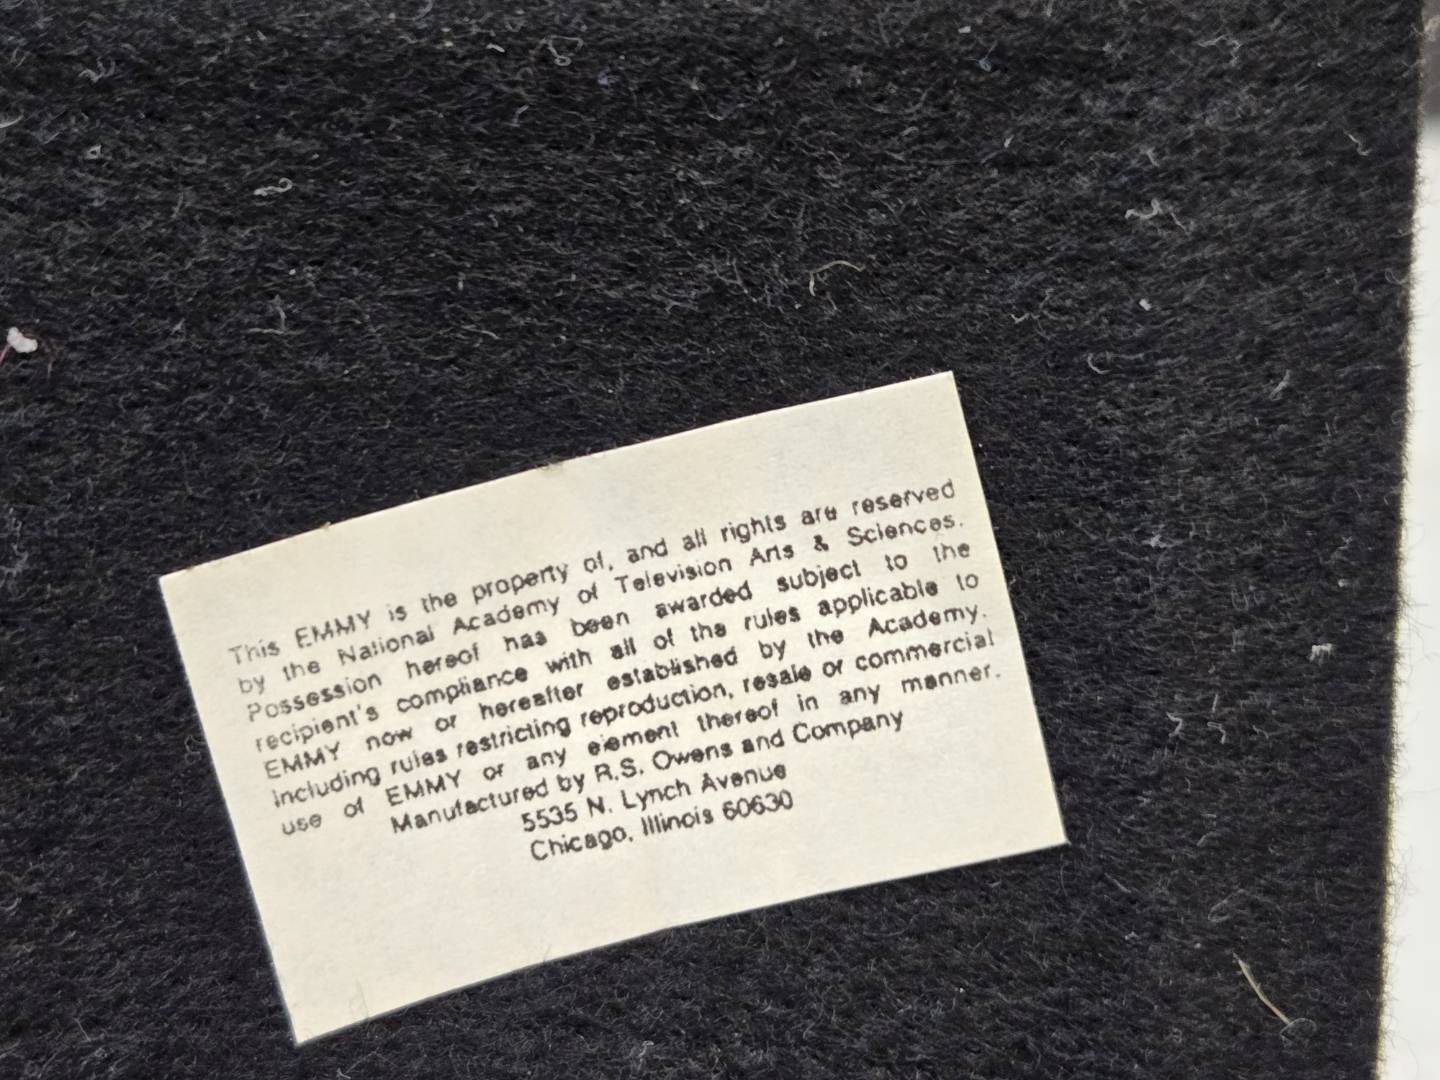 This EMMY is the property of, and all rights are reserved
by the National Academy of Television Arts & Sciences.
Possession hereof has been awarded subject to the
recipient's compliance with all of the rules applicable to
EMMY now or hereafter established by the Academy.
including rules restricting reproduction, resale or commercial
use of EMMY or any element thereof in any manner.
Manufactured by R.S. Owens and Company
5535 N. Lynch Avenue
Chicago, Illinois 60630